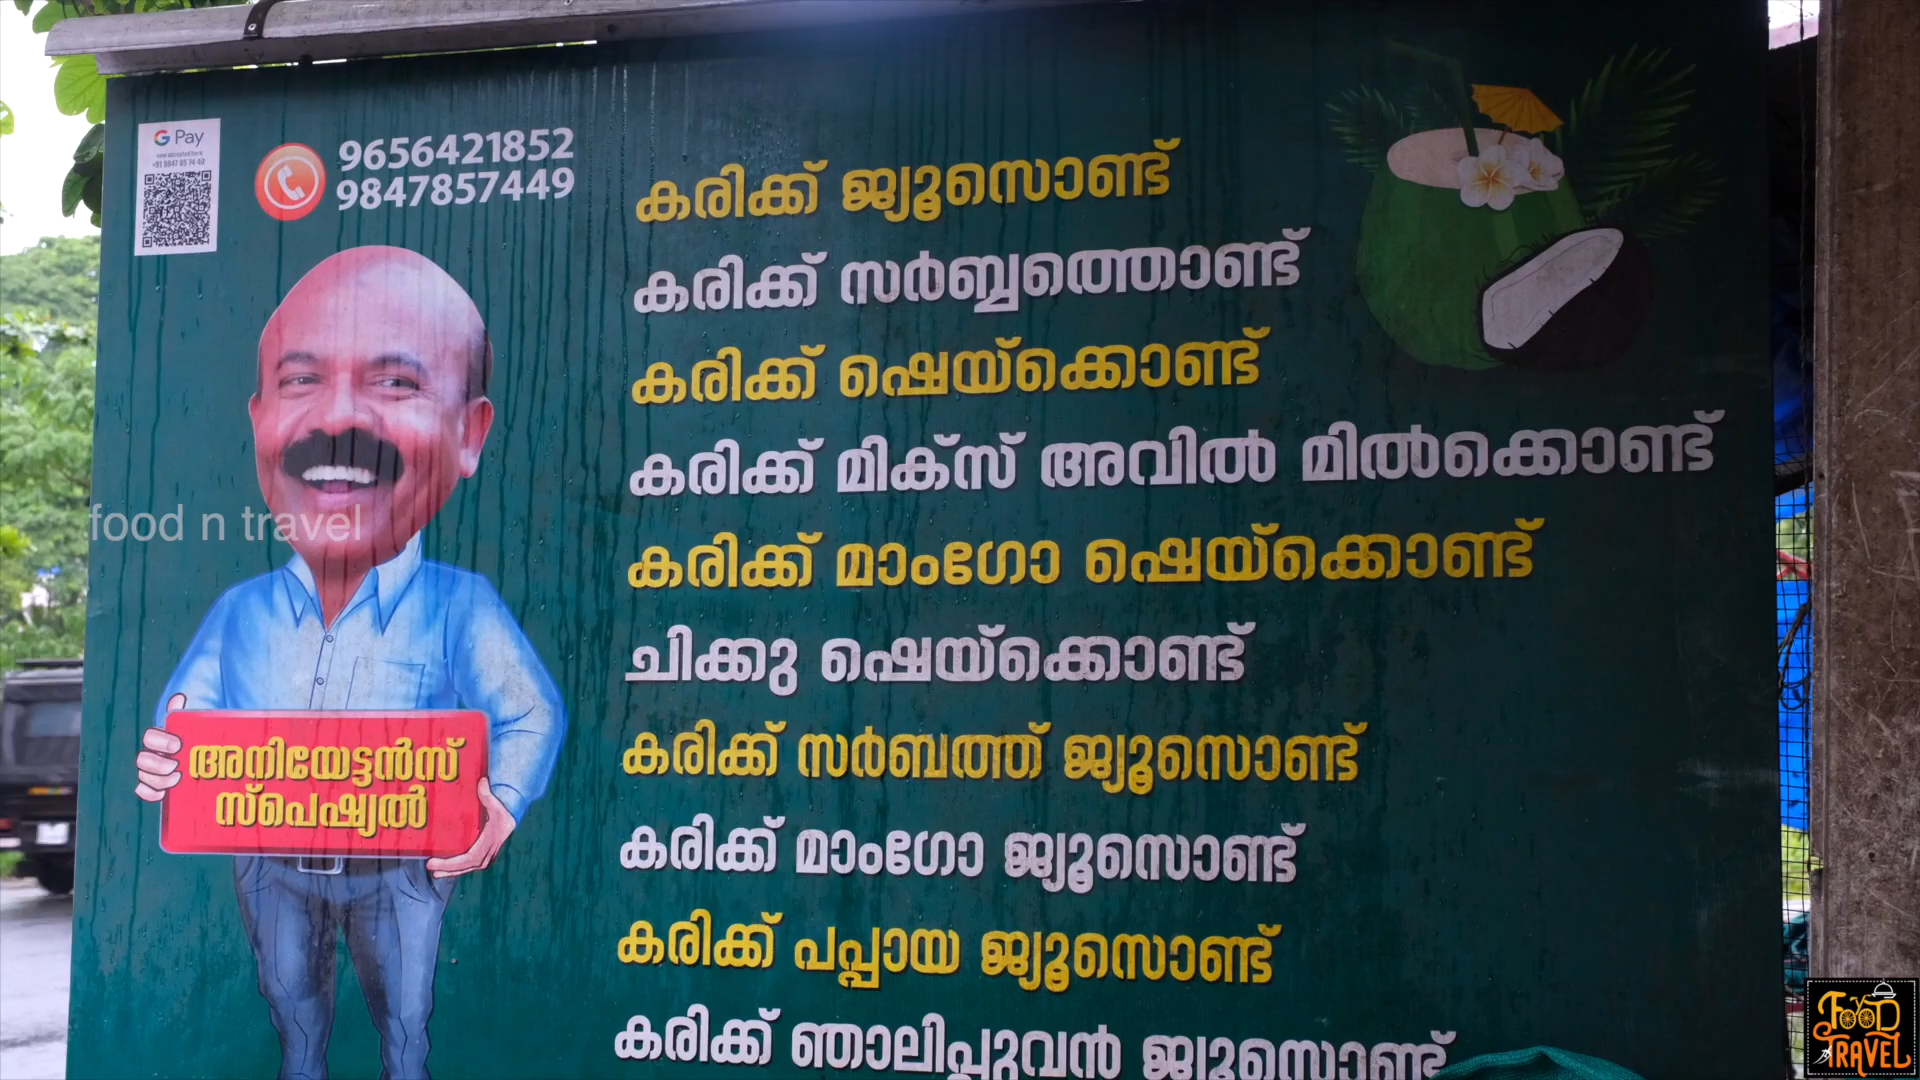 G Pay
9656421852
9847857449
കരിക്ക് ജ്യൂസൊണ്ട്
കരിക്ക് സർബ്ബത്തൊണ്ട്
കരിക്ക് ഷെയ്ക്കൊണ്ട്
കരിക്ക് മിക്സ് അവിൽ മിൽക്കൊണ്ട്
കരിക്ക് മാംഗോ ഷെയ്ക്കൊണ്ട്
ചിക്കു ഷെയ്ക്കൊണ്ട്
കരിക്ക് സർബത്ത് ജ്യൂസൊണ്ട്
കരിക്ക് മാംഗോ ജ്യൂസൊണ്ട്
കരിക്ക് പപ്പായ ജ്യൂസൊണ്ട്
കരിക്ക് ഞാലിപ്പുവൻ ജ്യൂസൊണ്ട്
food n travel
അനിയേട്ടൻസ്
സ്പെഷ്യൽ
FOOD
TRAVEL